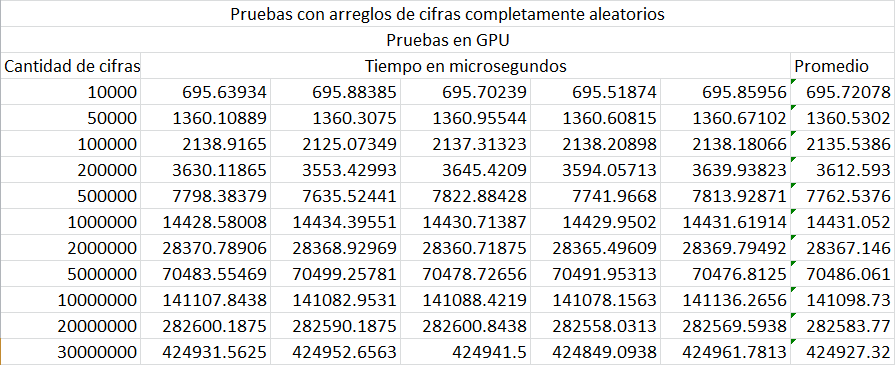 Pruebas con arreglos de cifras completamente aleatorios
Pruebas en GPU
Cantidad de cifras Tiempo en microsegundos Promedio
10000 695.63934 695.88385 695.70239 695.51874 695.85956 695.72078
50000 1360.10889 1360.3075 1360.95544 1360.60815 1360.67102 1360.5302
100000 2138.9165 2125.07349 2137.31323 2138.20898 2138.18066 2135.5386
200000 3630.11865 3553.42993 3645.4209 3594.05713 3639.93823 3612.593
500000 7798.38379 7635.52441 7822.88428 7741.9668 7813.92871 7762.5376
1000000 14428.58008 14434.39551 14430.71387 14429.9502 14431.61914 14431.052
2000000 28370.78906 28368.92969 28360.71875 28365.49609 28369.79492 28367.146
5000000 70483.55469 70499.25781 70478.72656 70491.95313 70476.8125 70486.061
10000000 141107.8438 141082.9531 141088.4219 141078.1563 141136.2656 141098.73
20000000 282600.1875 282590.1875 282600.8438 282558.0313 282569.5938 282583.77
30000000 424931.5625 424952.6563 424941.5 424849.0938 424961.7813 424927.32